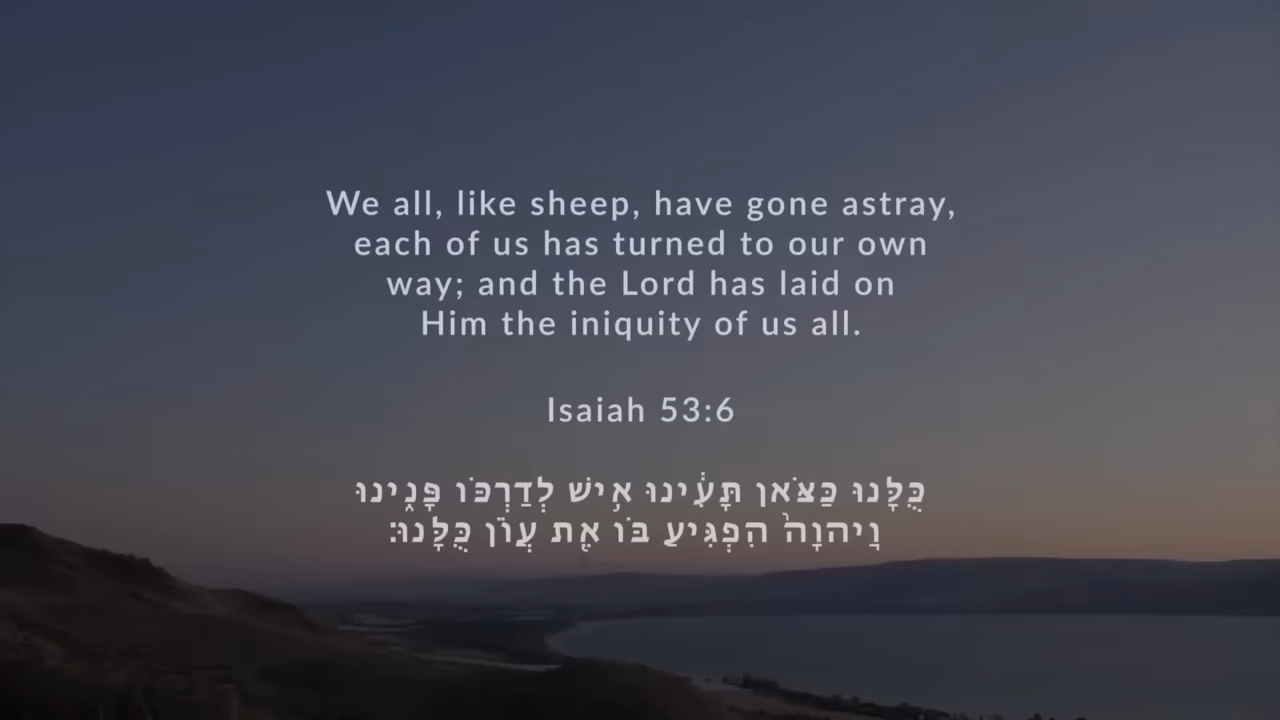 We all, like sheep, have gone astray,
each of us has turned to our own
way; and the Lord has laid on
Him the iniquity of us all.
Isaiah 53:6
כֻּלָּ֙נוּ֙ כַּצֹּ֣אן תָּעִ֔ינוּ אִ֥ישׁ לְדַרְכֹּ֖ו פָּנִ֑ינוּ
וַֽיהוָה֙ הִפְגִּ֣יעַ בֹּ֔ו אֵ֖ת עֲוֹ֥ן כֻּלָּֽנוּ׃